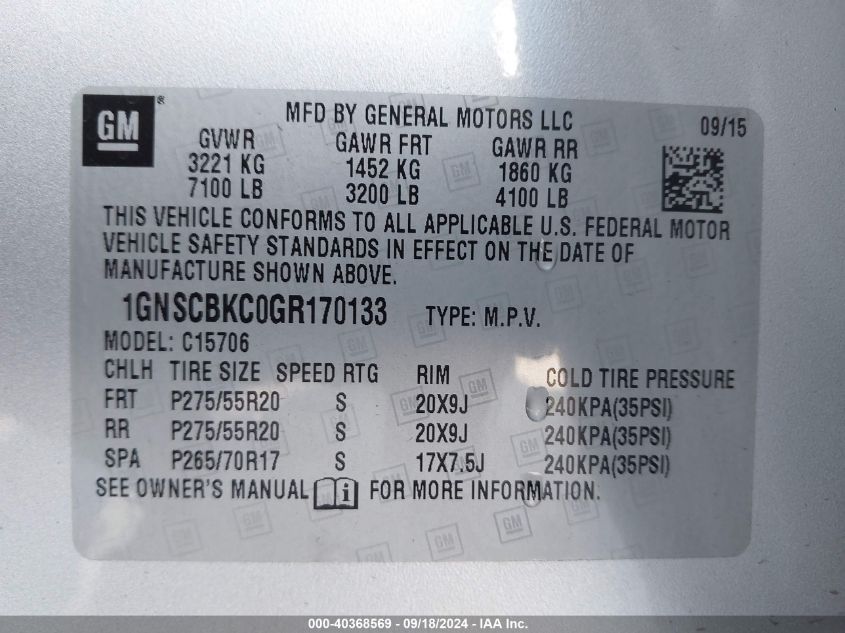 GM ®
MFD BY GENERAL MOTORS LLC 09/15
GVWR GAWR FRT GAWR RR
3221 KG 1452 KG 1860 KG
7100 LB 3200 LB 4100 LB
THIS VEHICLE CONFORMS TO ALL APPLICABLE U.S. FEDERAL MOTOR
VEHICLE SAFETY STANDARDS IN EFFECT ON THE DATE OF
MANUFACTURE SHOWN ABOVE.
1GNSCBKC0GR170133 TYPE: M.P.V.
MODEL: C15706
CHLH TIRE SIZE SPEED RTG RIM COLD TIRE PRESSURE
FRT P275/55R20 S 20X9J 240KPA(35PSI)
RR P275/55R20 S 20X9J 240KPA(35PSI)
SPA P265/70R17 S 17X7.5J 240KPA(35PSI)
SEE OWNER'S MANUAL i FOR MORE INFORMATION.
000-40368569 - 09/18/2024 - IAA Inc.